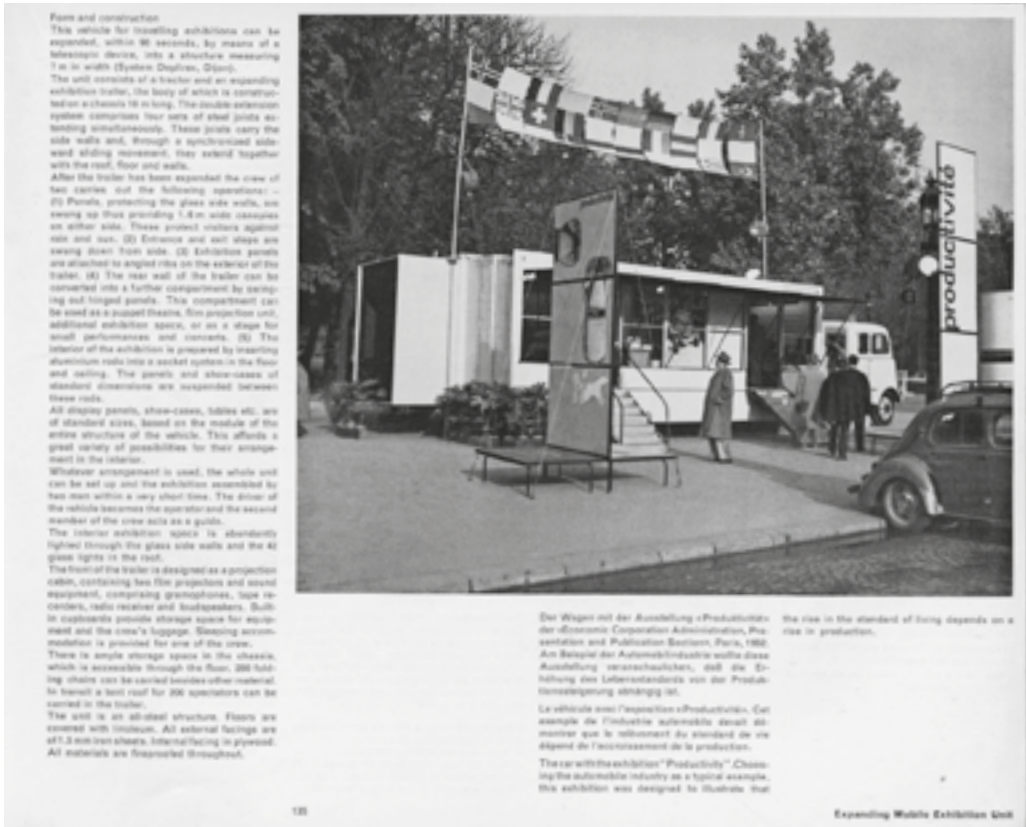 Form and construction
This vehicle for travelling exhibitions can be
expanded, within 90 seconds, by means of a
telescopic device, into a structure measuring
7 m in width (System Dopliran, Dijon).
The unit consists of a tractor and an expanding
exhibition trailer, the body of which is construc-
ted on a chassis 10 m long. The double extension
system comprises four sets of steel joists ex-
tending simultaneously. These joists carry the
side walls and, through a synchronized side-
ward sliding movement, they extend together
with the roof, floor and walls.
After the trailer has been expanded the crew of
two carries out the following operations: –
(1) Panels, protecting the glass side walls, are
swung up thus providing 1.6 m wide canopies
on either side. These protect visitors against
rain and sun. (2) Entrance and exit steps are
swung down from side. (3) Exhibition panels
are attached to angled ribs on the exterior of the
trailer. (4) The rear wall of the trailer can be
converted into a further compartment by swing-
ing out hinged panels. This compartment can
be used as a puppet theatre, film projection unit,
additional exhibition space, or as a stage for
small performances and concerts. (5) The
interior of the exhibition is prepared by inserting
aluminium rods into a socket system in the floor
and ceiling. The panels and show-cases of
standard dimensions are suspended between
these rods.
All display panels, show-cases, tables etc. are
of standard sizes, based on the module of the
entire structure of the vehicle. This affords a
great variety of possibilities for their arrange-
ment in the interior.
Whatever arrangement is used, the whole unit
can be set up and the exhibition assembled by
two men within a very short time. The driver of
the vehicle becomes the operator and the second
member of the crew acts as a guide.
The interior exhibition space is abundantly
lighted through the glass side walls and the 42
glass lights in the roof.
The front of the trailer is designed as a projection
cabin, containing two film projectors and sound
equipment, comprising gramophones, tape re-
corders, radio receiver and loudspeakers. Built-
in cupboards provide storage space for equip-
ment and the crew's luggage. Sleeping accom-
modation is provided for one of the crew.
There is ample storage space in the chassis,
which is accessible through the floor. 200 fold-
ing chairs can be carried besides other material.
In transit a tent roof for 200 spectators can be
carried in the trailer.
The unit is an all-steel structure. Floors are
covered with linoleum. All external facings are
of 1.5 mm iron sheets. Internal facing in plywood.
All materials are fireproofed throughout.
productivité
Der Wagen mit der Ausstellung «Produktivität»
der «Economic Corporation Administration, Pre-
sentation and Publication Section», Paris, 1952.
Am Beispiel der Automobilindustrie wollte diese
Ausstellung veranschaulichen, daß die Er-
höhung des Lebensstandards von der Produk-
tionssteigerung abhängig ist.
Le véhicule avec l'exposition «Productivité». Cet
exemple de l'industrie automobile devait dé-
montrer que le relèvement du standard de vie
dépend de l'accroissement de la production.
The car with the exhibition "Productivity". Choos-
ing the automobile industry as a typical example,
this exhibition was designed to illustrate that
the rise in the standard of living depends on a
rise in production.
135
Expanding Mobile Exhibition Unit